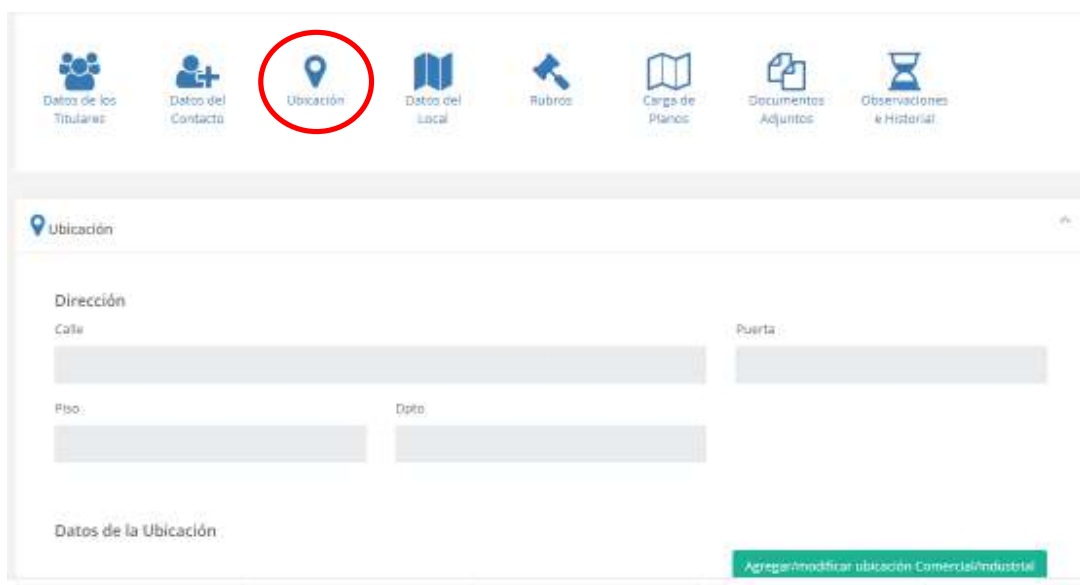 Datos de los
Titulares
Datos del
Contacto
Ubicación
Datos del
Local
Rubros
Carga de
Planos
Documentos
Adjuntos
Observaciones
e Historial
Ubicación
Dirección
Calle
Puerta
Piso
Dpto
Datos de la Ubicación
Agregar/modificar ubicación Comercial/Industrial